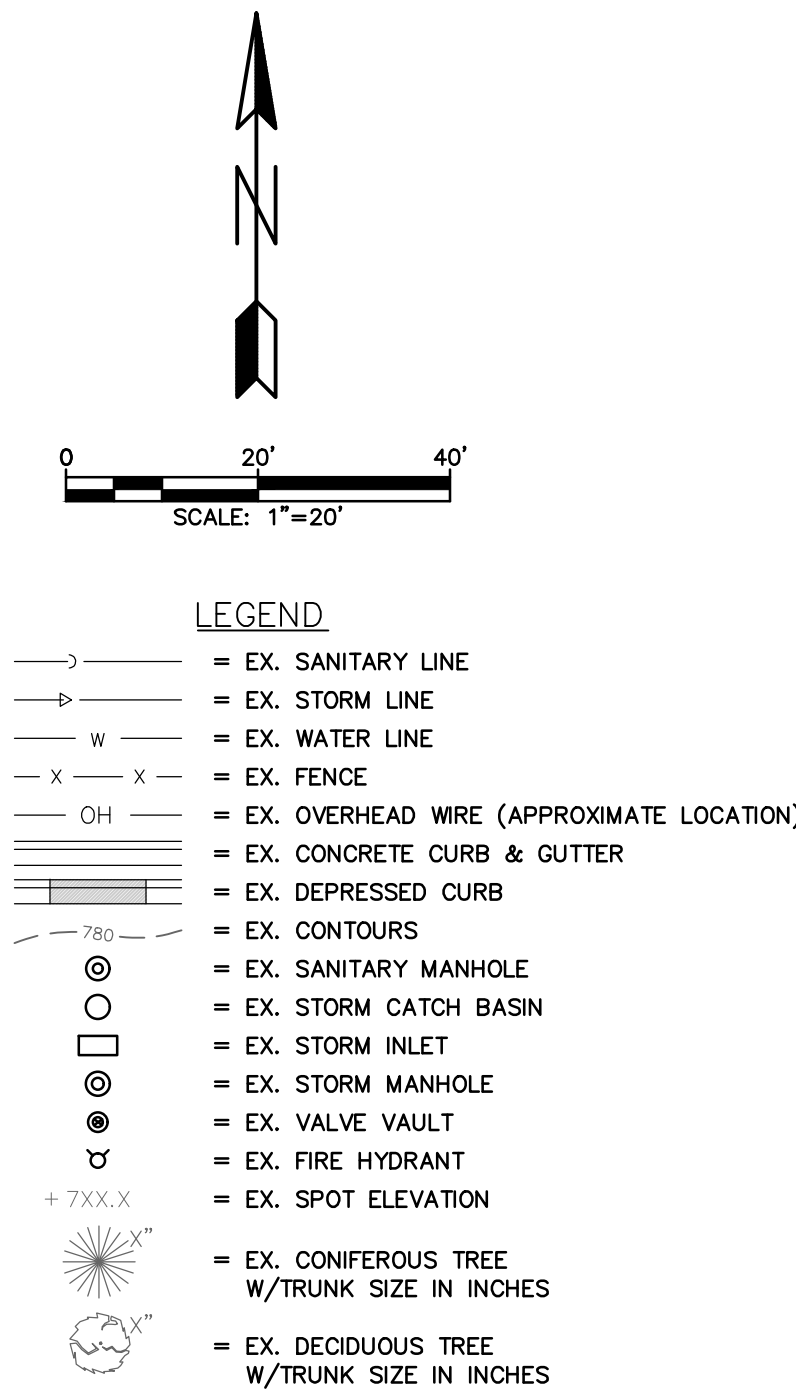 N
0 20' 40'
SCALE: 1"=20'
LEGEND
= EX. SANITARY LINE
= EX. STORM LINE
W = EX. WATER LINE
X X = EX. FENCE
OH = EX. OVERHEAD WIRE (APPROXIMATE LOCATION)
= EX. CONCRETE CURB & GUTTER
= EX. DEPRESSED CURB
780 = EX. CONTOURS
= EX. SANITARY MANHOLE
= EX. STORM CATCH BASIN
= EX. STORM INLET
= EX. STORM MANHOLE
= EX. VALVE VAULT
= EX. FIRE HYDRANT
+ 7XX.X = EX. SPOT ELEVATION
X" = EX. CONIFEROUS TREE
W/TRUNK SIZE IN INCHES
X" = EX. DECIDUOUS TREE
W/TRUNK SIZE IN INCHES